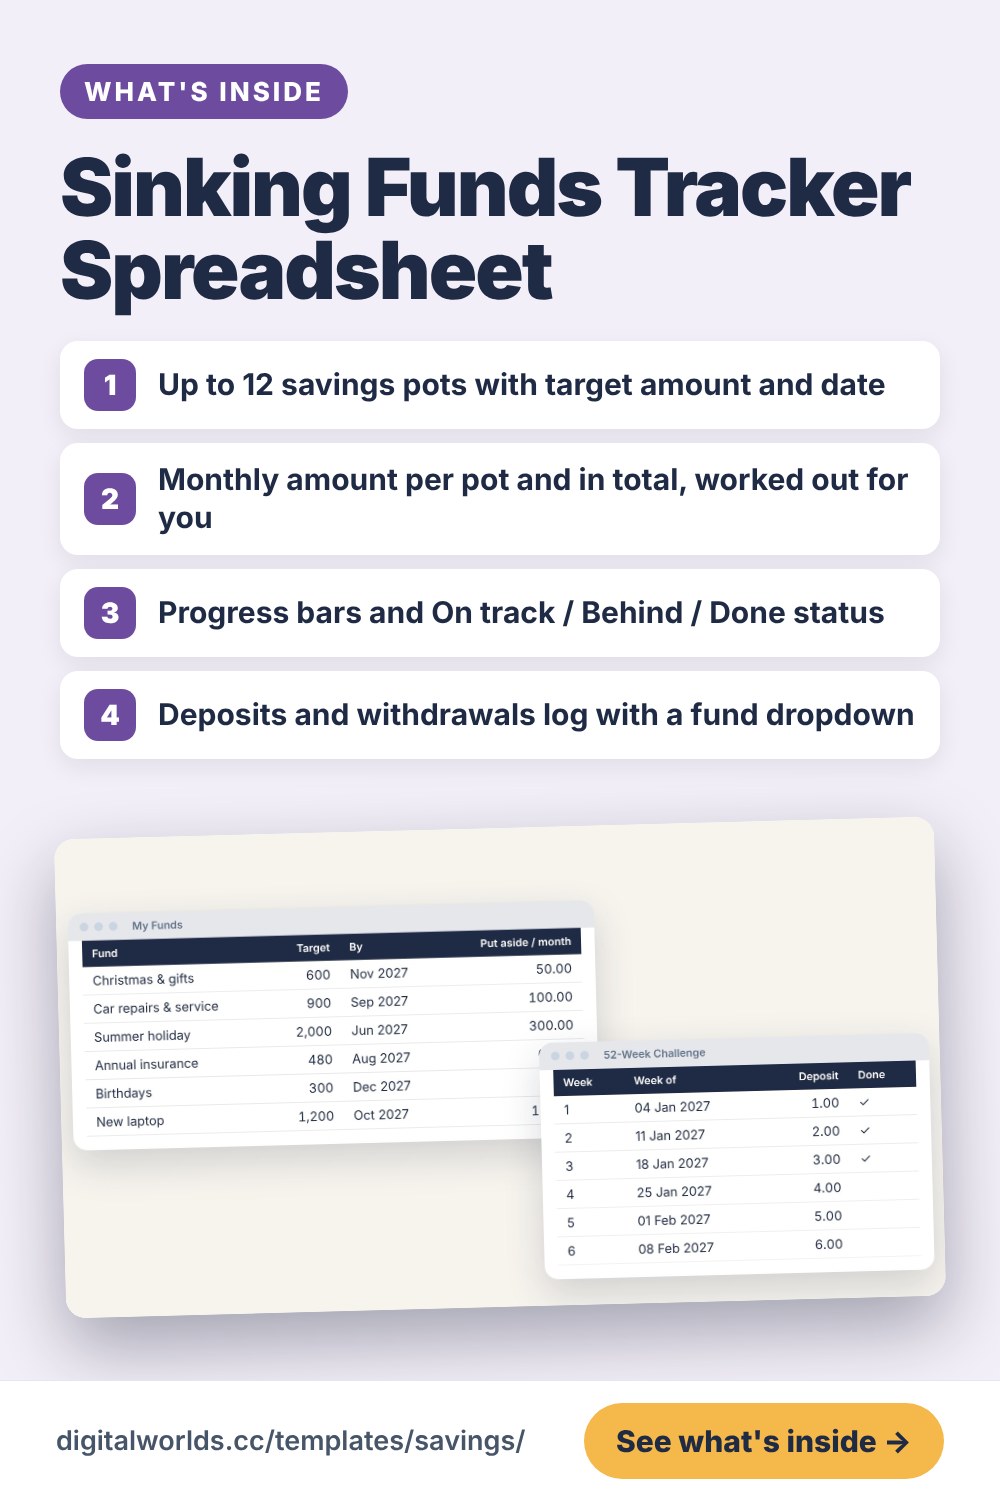 WHAT'S INSIDE
Sinking Funds Tracker
Spreadsheet
1 Up to 12 savings pots with target amount and date
2 Monthly amount per pot and in total, worked out for
you
3 Progress bars and On track / Behind / Done status
4 Deposits and withdrawals log with a fund dropdown
My Funds
Fund Target By Put aside / month
Christmas & gifts 600 Nov 2027 50.00
Car repairs & service 900 Sep 2027 100.00
Summer holiday 2,000 Jun 2027 300.00
Annual insurance 480 Aug 2027
Birthdays 300 Dec 2027
New laptop 1,200 Oct 2027 1
52-Week Challenge
Week Week of Deposit Done
1 04 Jan 2027 1.00 ✓
2 11 Jan 2027 2.00 ✓
3 18 Jan 2027 3.00 ✓
4 25 Jan 2027 4.00
5 01 Feb 2027 5.00
6 08 Feb 2027 6.00
digitalworlds.cc/templates/savings/
See what's inside →